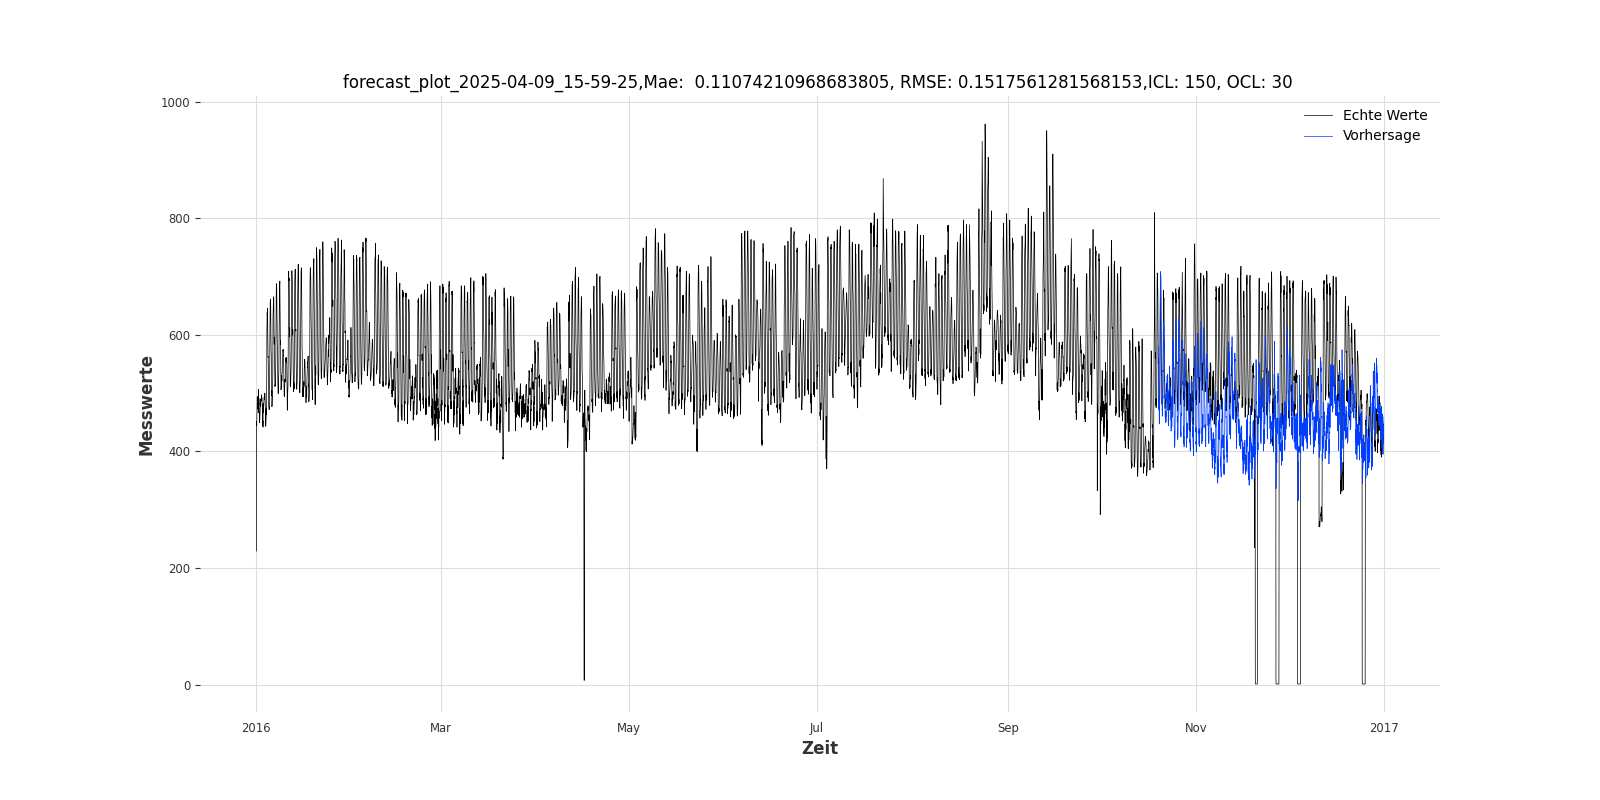 forecast_plot_2025-04-09_15-59-25,Mae:  0.11074210968683805, RMSE: 0.1517561281568153,ICL: 150, OCL: 30
1000
Echte Werte
Vorhersage
800
600
Messwerte
400
200
0
2016 Mar May Jul Sep Nov 2017
Zeit